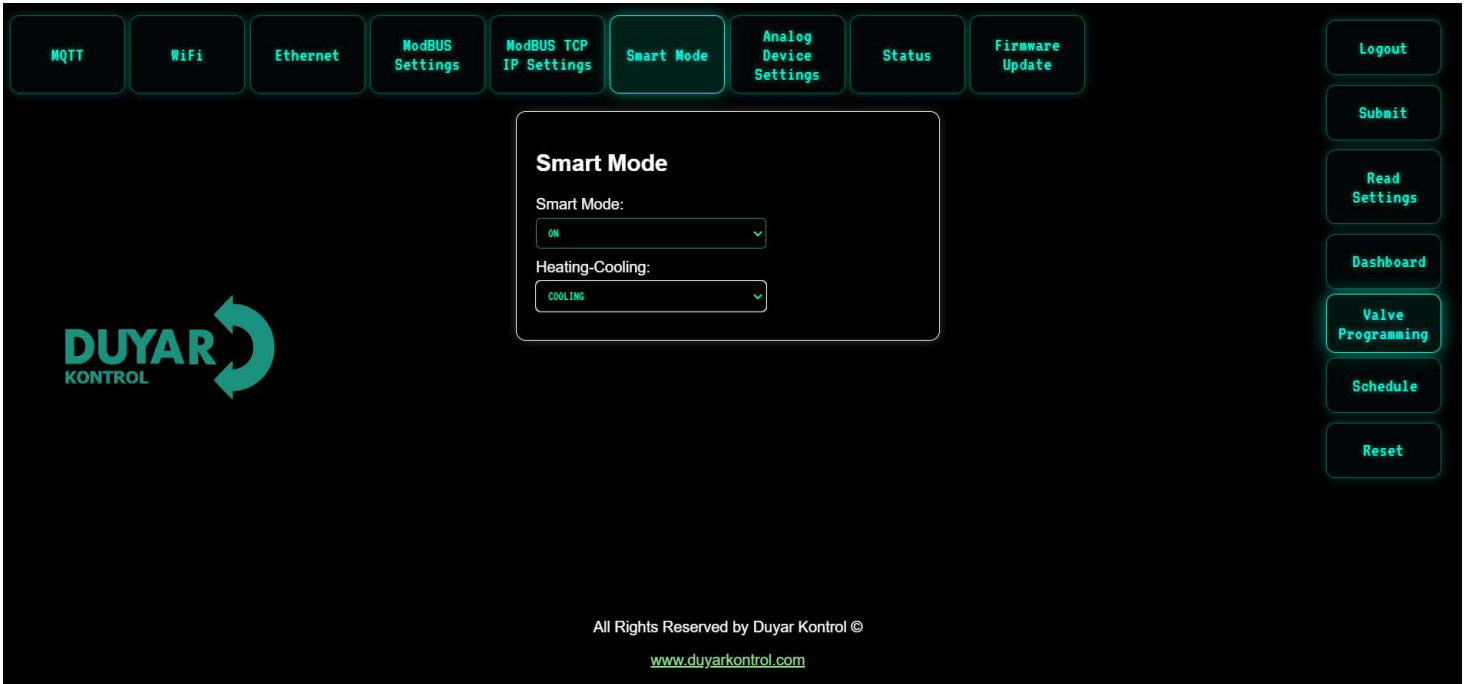 MQTT
WiFi
Ethernet
ModBUS
Settings
ModBUS TCP
IP Settings
Smart Mode
Analog
Device
Settings
Status
Firmware
Update
Logout
Submit
Read
Settings
Dashboard
Valve
Programming
Schedule
Reset
Smart Mode
Smart Mode:
ON
Heating-Cooling:
COOLING
DUYAR
KONTROL
All Rights Reserved by Duyar Kontrol ©
www.duyarkontrol.com